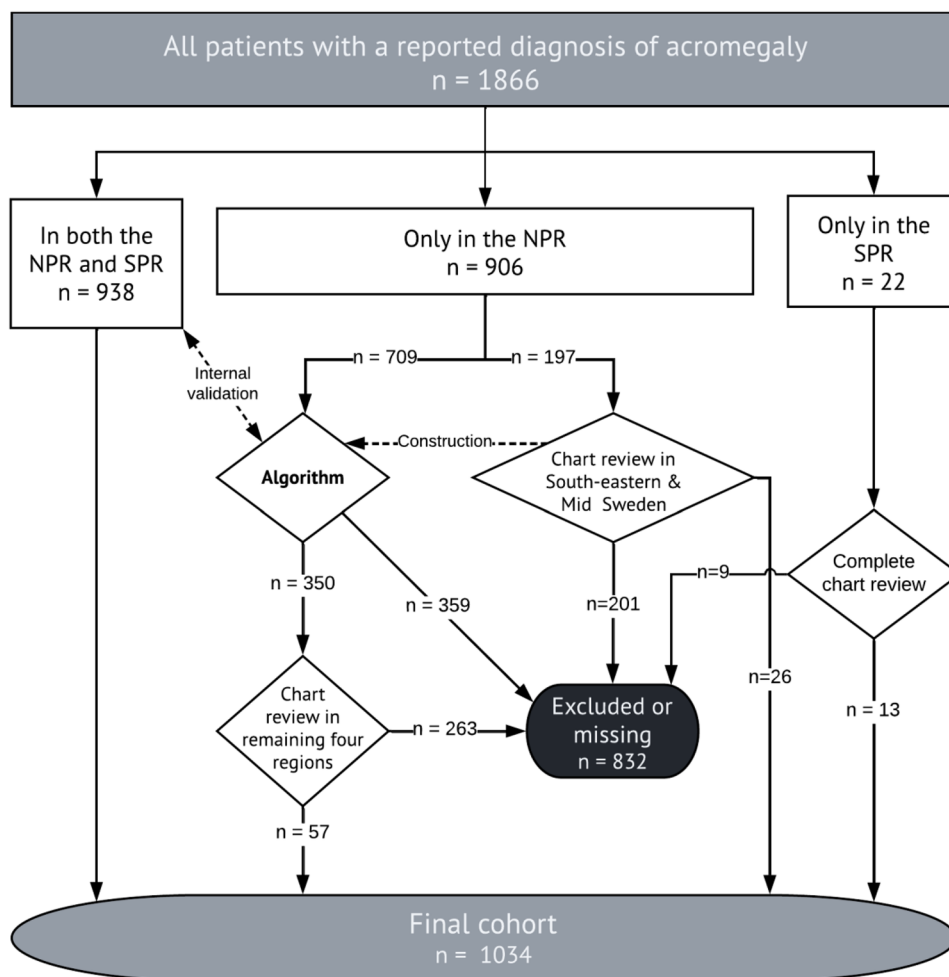 All patients with a reported diagnosis of acromegaly
n = 1866
In both the
NPR and SPR
n = 938
Only in the NPR
n = 906
Only in the
SPR
n = 22
n = 709
n = 197
Internal
validation
Algorithm
Construction
Chart review in
South-eastern &
Mid Sweden
Complete
chart review
n = 350
n = 359
n=201
n=9
n=26
n = 13
Chart
review in
remaining four
regions
n = 263
Excluded or
missing
n = 832
n = 57
Final cohort
n = 1034